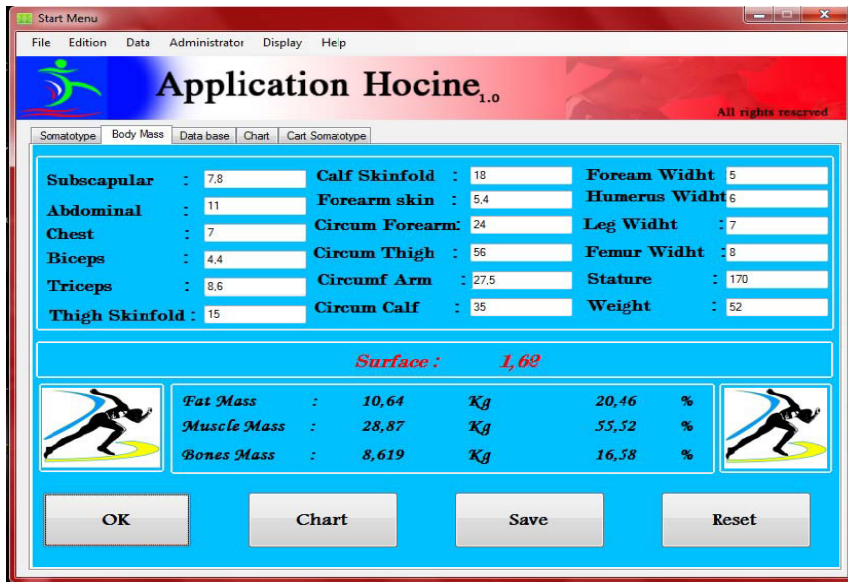 Start Menu
File Edition Data Administrator Display Help
Application Hocine 1.0
All rights reserved
Somatotype Body Mass Data base Chart Cart Somatotype
Subscapular : 7,8
Abdominal : 11
Chest : 7
Biceps : 4,4
Triceps : 8,6
Thigh Skinfold : 15
Calf Skinfold : 18
Forearm skin : 5,4
Circum Forearm: 24
Circum Thigh : 56
Circumf Arm : 27,5
Circum Calf : 35
Foream Widht 5
Humerus Widht 6
Leg Widht : 7
Femur Widht : 8
Stature : 170
Weight : 52
Surface : 1,62
Fat Mass : 10,64 Kg 20,46 %
Muscle Mass : 28,87 Kg 55,52 %
Bones Mass : 8,619 Kg 16,58 %
OK Chart Save Reset